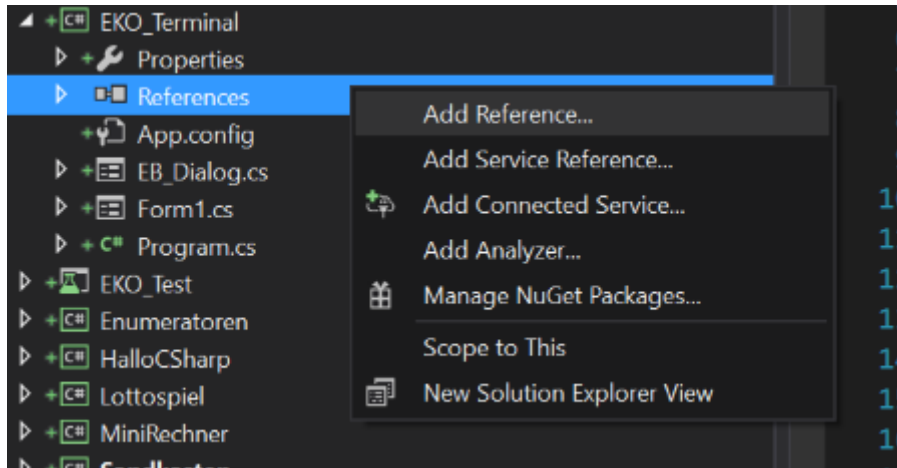 C# EKO_Terminal
Properties
References
App.config
C# EB_Dialog.cs
Form1.cs
C# Program.cs
EKO_Test
C# Enumeratoren
C# HalloCSharp
C# Lottospiel
C# MiniRechner
C# Sandkasten
Add Reference...
Add Service Reference...
Add Connected Service...
Add Analyzer...
Manage NuGet Packages...
Scope to This
New Solution Explorer View